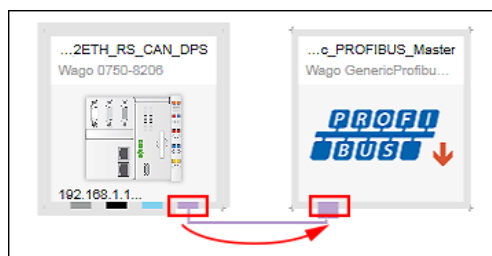 ...2ETH_RS_CAN_DPS
Wago 0750-8206
192.168.1.1...
...c_PROFIBUS_Master
Wago GenericProfibu...
PROFI
BUS